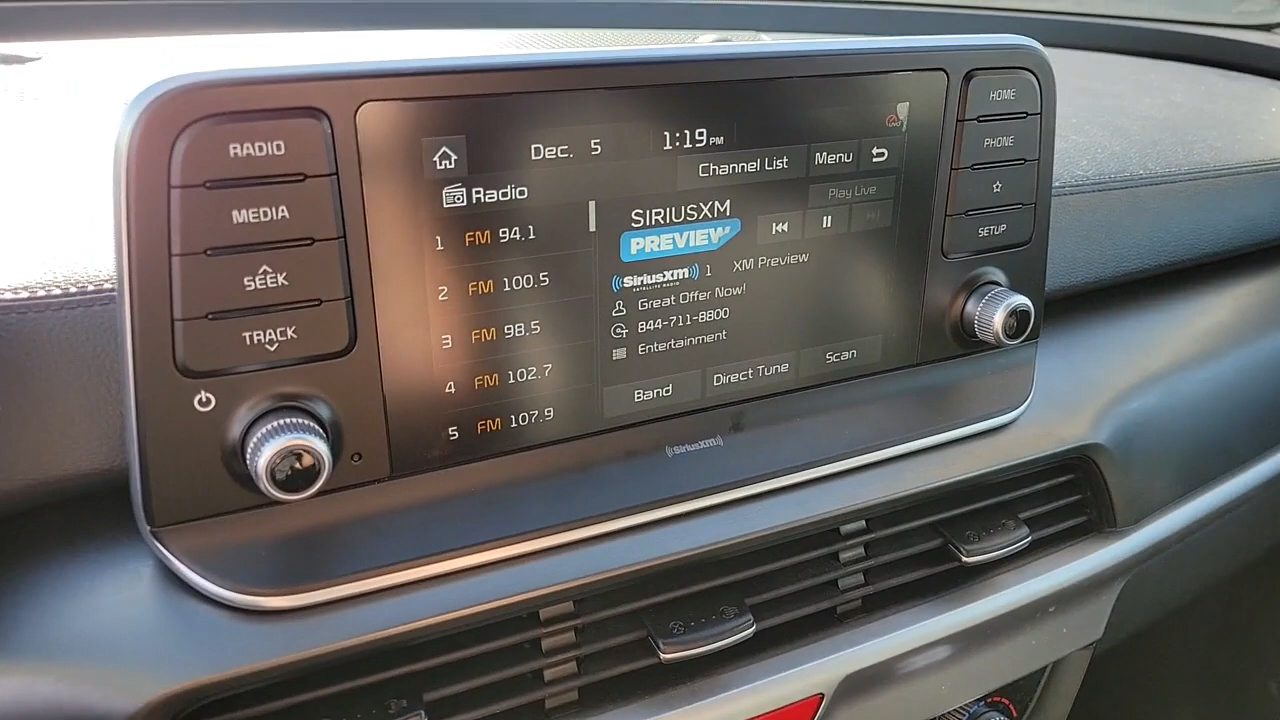 RADIO
MEDIA
SEEK
TRACK
Dec. 5
1:19 PM
Channel List
Menu
Radio
Play Live
1 FM 94.1
2 FM 100.5
3 FM 98.5
4 FM 102.7
5 FM 107.9
SIRIUSXM
PREVIEW
SiriusXM
SATELLITE RADIO
1 XM Preview
Great Offer Now!
844-711-8800
Entertainment
Band
Direct Tune
Scan
SiriusXM
HOME
PHONE
SETUP